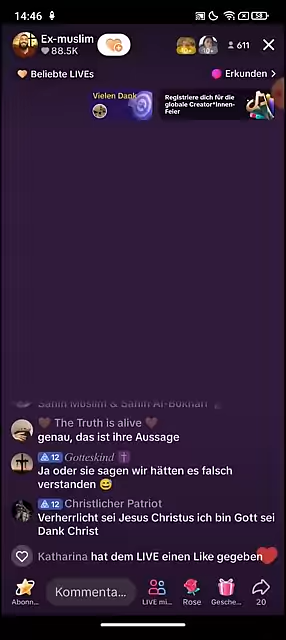 14:46
58
Ex-muslim
88.5K
611
Beliebte LIVEs
Erkunden >
Vielen Dank
Registriere dich für die
globale Creator*innen-
Feier
Sahih Muslim & Sahih Al-Bukhari
The Truth is alive
genau, das ist ihre Aussage
12 Gotteskind
Ja oder sie sagen wir hätten es falsch
verstanden 😅
12 Christlicher Patriot
Verherrlicht sei Jesus Christus ich bin Gott sei
Dank Christ
Katharina hat dem LIVE einen Like gegeben
Kommenta...
Abonn...
LIVE mi...
Rose
Gesche...
20